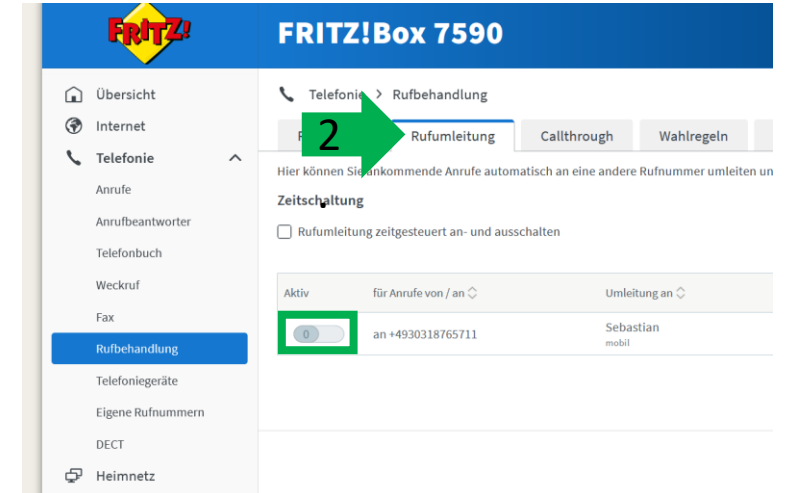 FRITZ!
FRITZ!Box 7590
Übersicht
Internet
Telefonie
Anrufe
Anrufbeantworter
Telefonbuch
Weckruf
Fax
Rufbehandlung
Telefoniegeräte
Eigene Rufnummern
DECT
Heimnetz
Telefonie > Rufbehandlung
2
Rufumleitung
Callthrough
Wahlregeln
Hier können Sie ankommende Anrufe automatisch an eine andere Rufnummer umleiten
Zeitschaltung
Rufumleitung zeitgesteuert an- und ausschalten
Aktiv für Anrufe von / an Umleitung an
0 an +4930318765711 Sebastian
mobil